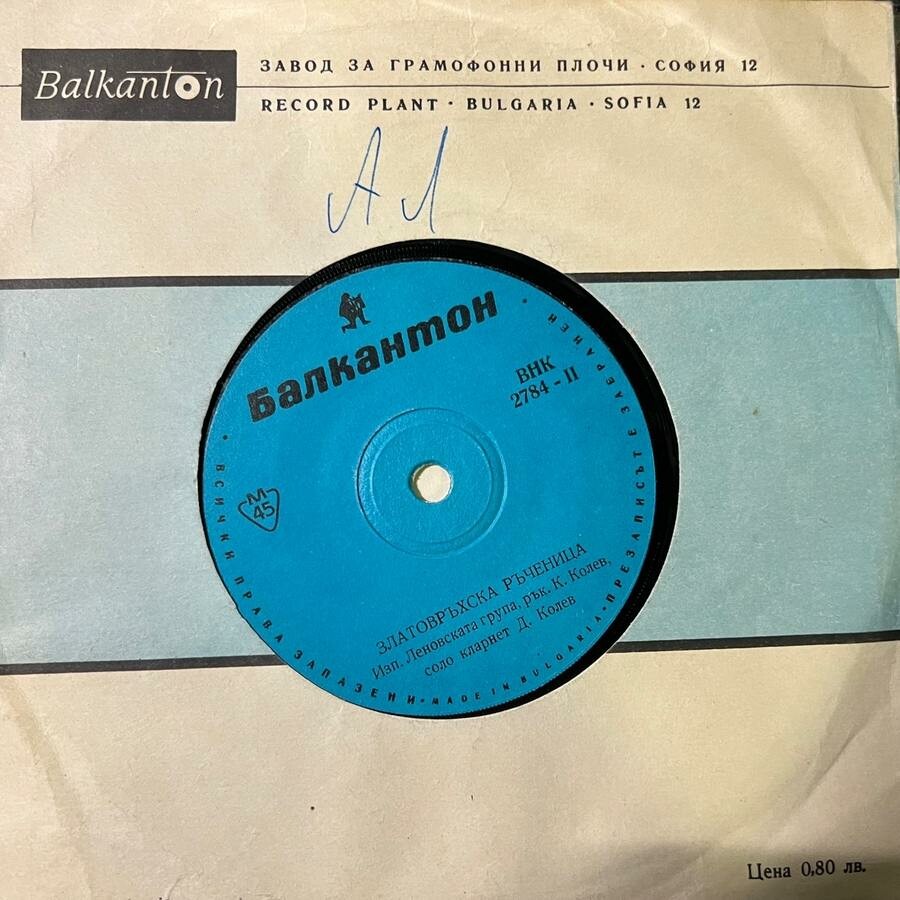 Balkanton
ЗАВОД ЗА ГРАМОФОННИ ПЛОЧИ · СОФИЯ 12
RECORD PLANT · BULGARIA · SOFIA 12
А Л
Балкантон
ВНК
2784 - II
М
45
ЗЛАТОВРЪХСКА РЪЧЕНИЦА
Изп. Леновската група, рък. К. Колев,
соло кларнет Д. Колев
· ВСИЧКИ ПРАВА ЗАПАЗЕНИ · MADE IN BULGARIA · ПРЕЗАПИСЪТ Е ЗАБРАНЕН ·
Цена 0,80 лв.